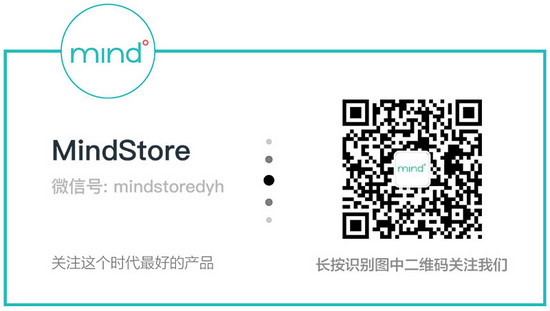 mind°
MindStore
微信号: mindstoredyh
关注这个时代最好的产品
mind°
长按识别图中二维码关注我们